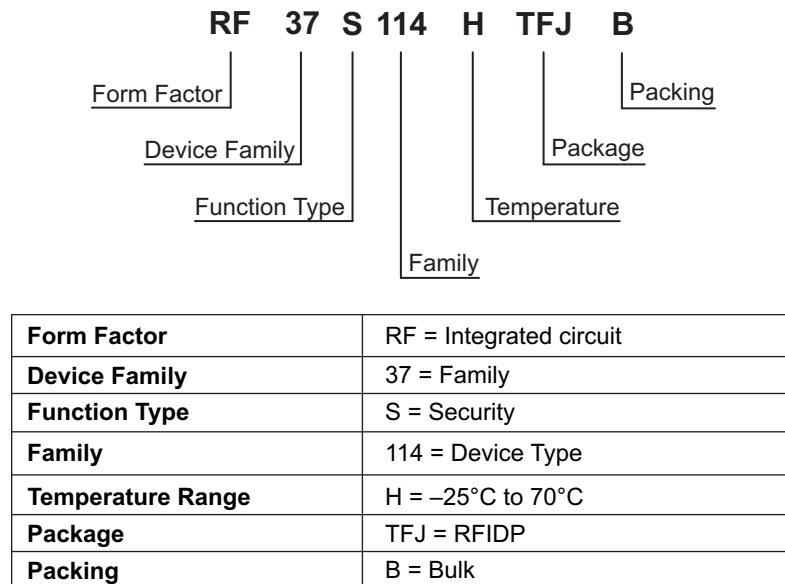 RF 37 S 114 H TFJ B
Form Factor Packing
Device Family Package
Function Type Temperature
Family
Form Factor RF = Integrated circuit
Device Family 37 = Family
Function Type S = Security
Family 114 = Device Type
Temperature Range H = –25°C to 70°C
Package TFJ = RFIDP
Packing B = Bulk